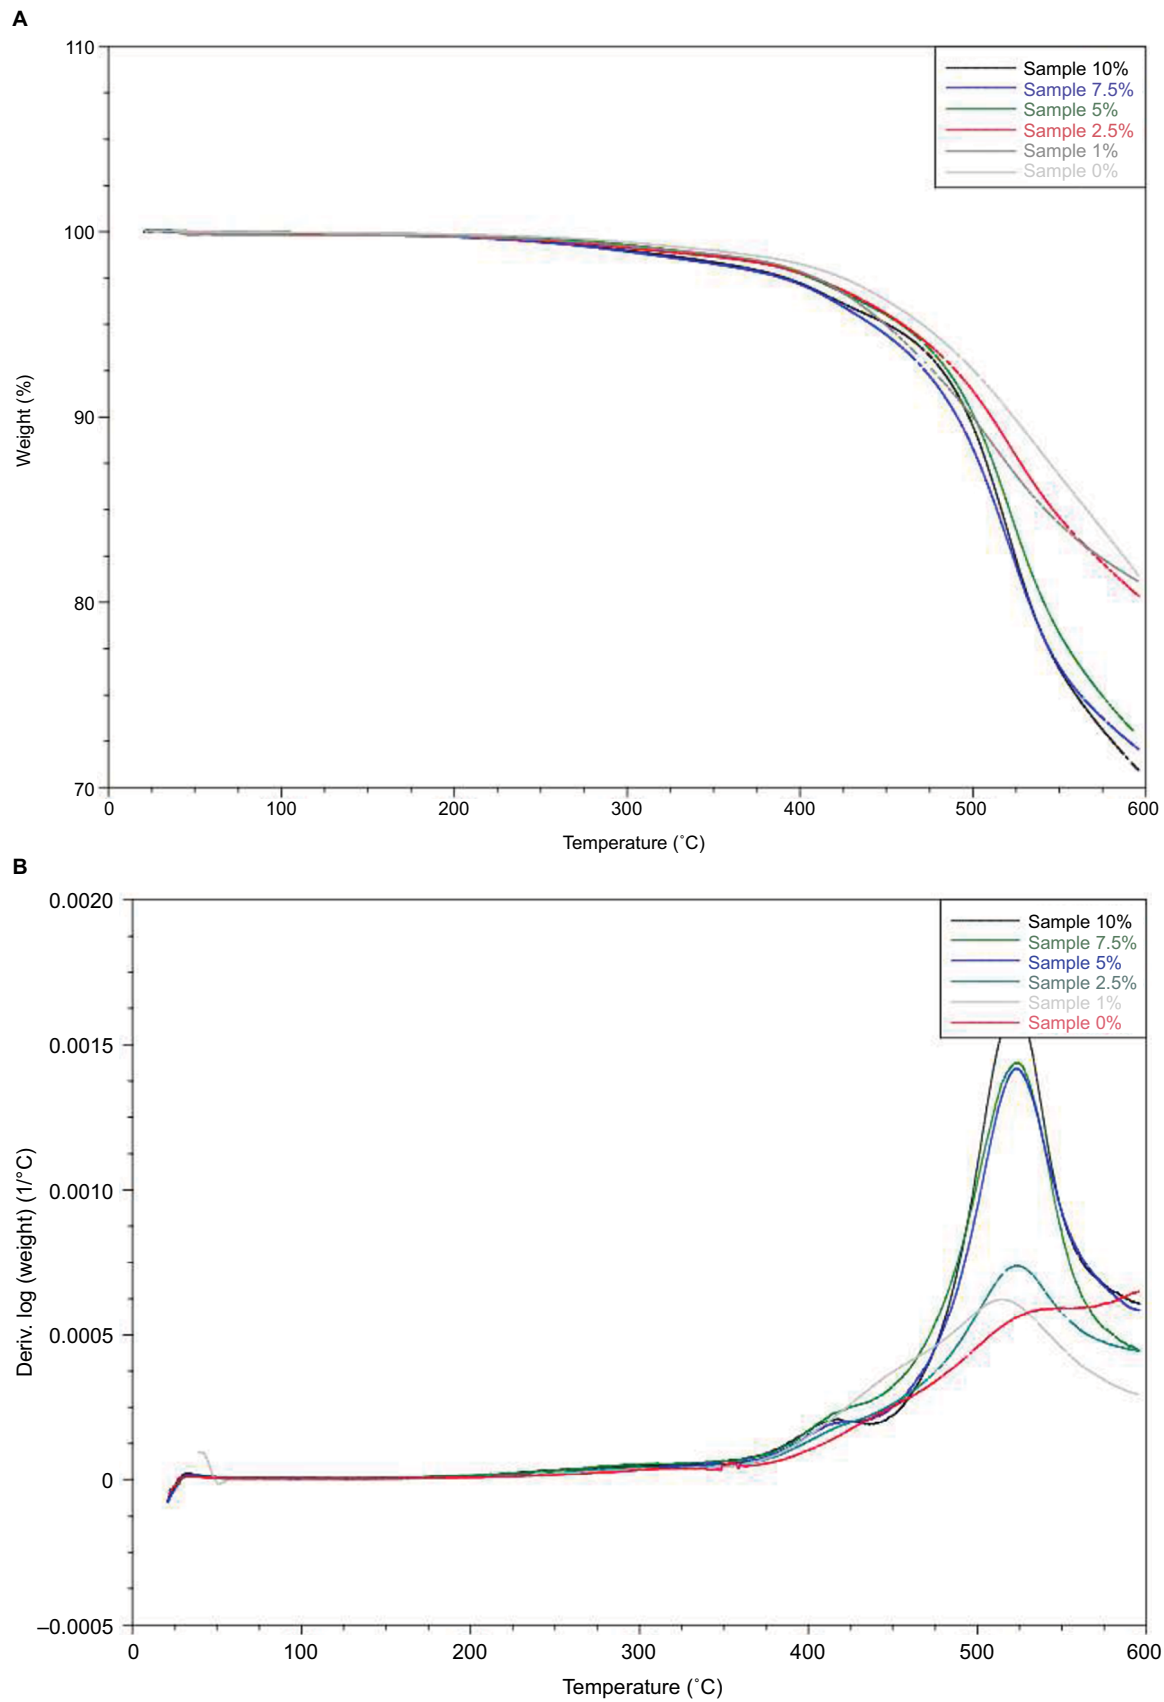 A
110
100
90
80
70
Weight (%)
Sample 10%
Sample 7.5%
Sample 5%
Sample 2.5%
Sample 1%
Sample 0%
0 100 200 300 400 500 600
Temperature (˚C)
B
0.0020
0.0015
0.0010
0.0005
0
–0.0005
Deriv. log (weight) (1/°C)
Sample 10%
Sample 7.5%
Sample 5%
Sample 2.5%
Sample 1%
Sample 0%
0 100 200 300 400 500 600
Temperature (˚C)